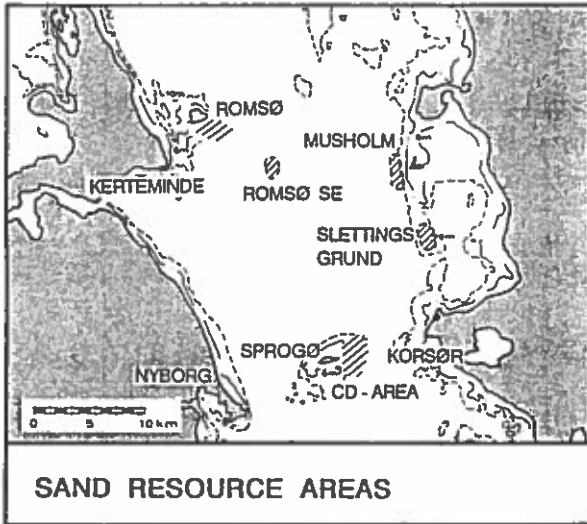 ROMSØ
MUSHOLM
KERTEMINDE
ROMSØ SE
SLETTINGS
GRUND
SPROGØ
KORSØR
NYBORG
CD - AREA
0 5 10 km
SAND RESOURCE AREAS